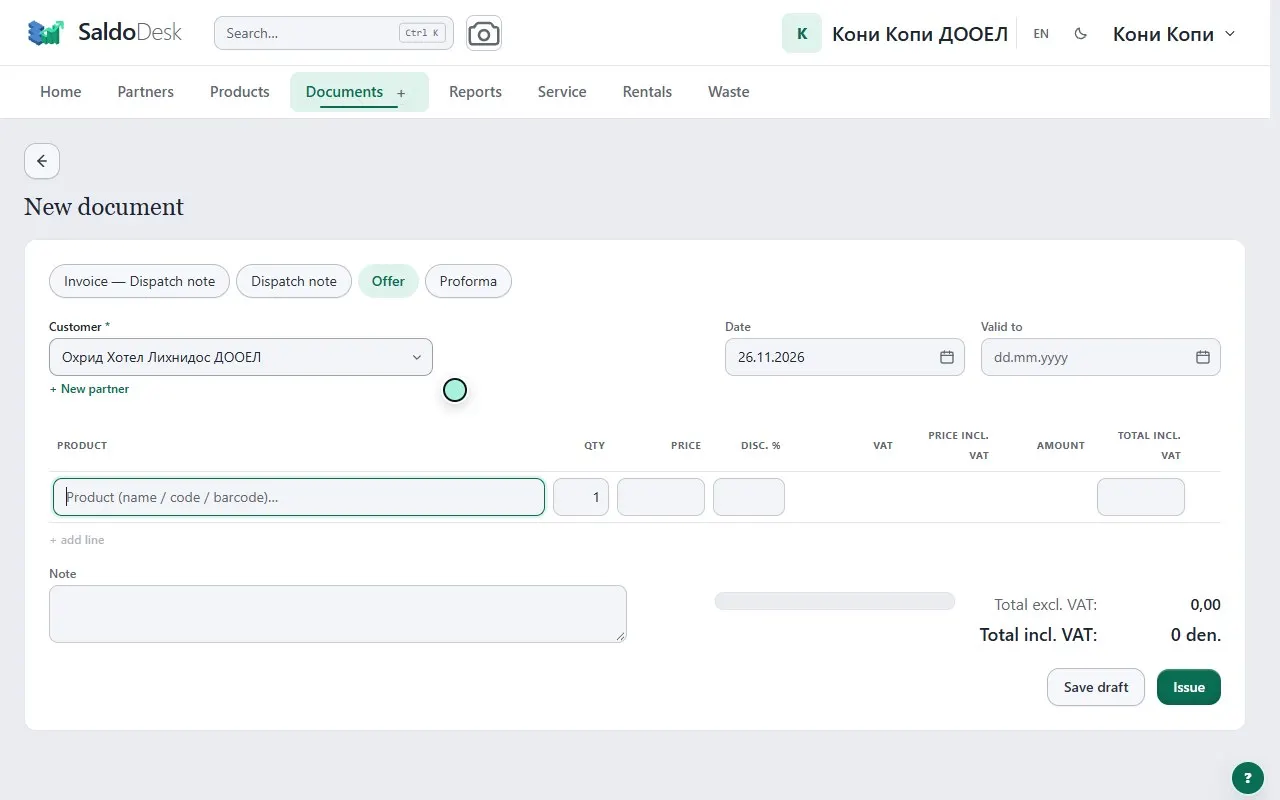 SaldoDesk
Search... Ctrl K
K Кони Копи ДООЕЛ EN Кони Копи
Home Partners Products Documents + Reports Service Rentals Waste
New document
Invoice — Dispatch note Dispatch note Offer Proforma
Customer * Date Valid to
Охрид Хотел Лихнидос ДООЕЛ 26.11.2026 dd.mm.yyyy
+ New partner
PRODUCT QTY PRICE DISC. % VAT PRICE INCL. VAT AMOUNT TOTAL INCL. VAT
Product (name / code / barcode)... 1
+ add line
Note
Total excl. VAT: 0,00
Total incl. VAT: 0 den.
Save draft Issue
?